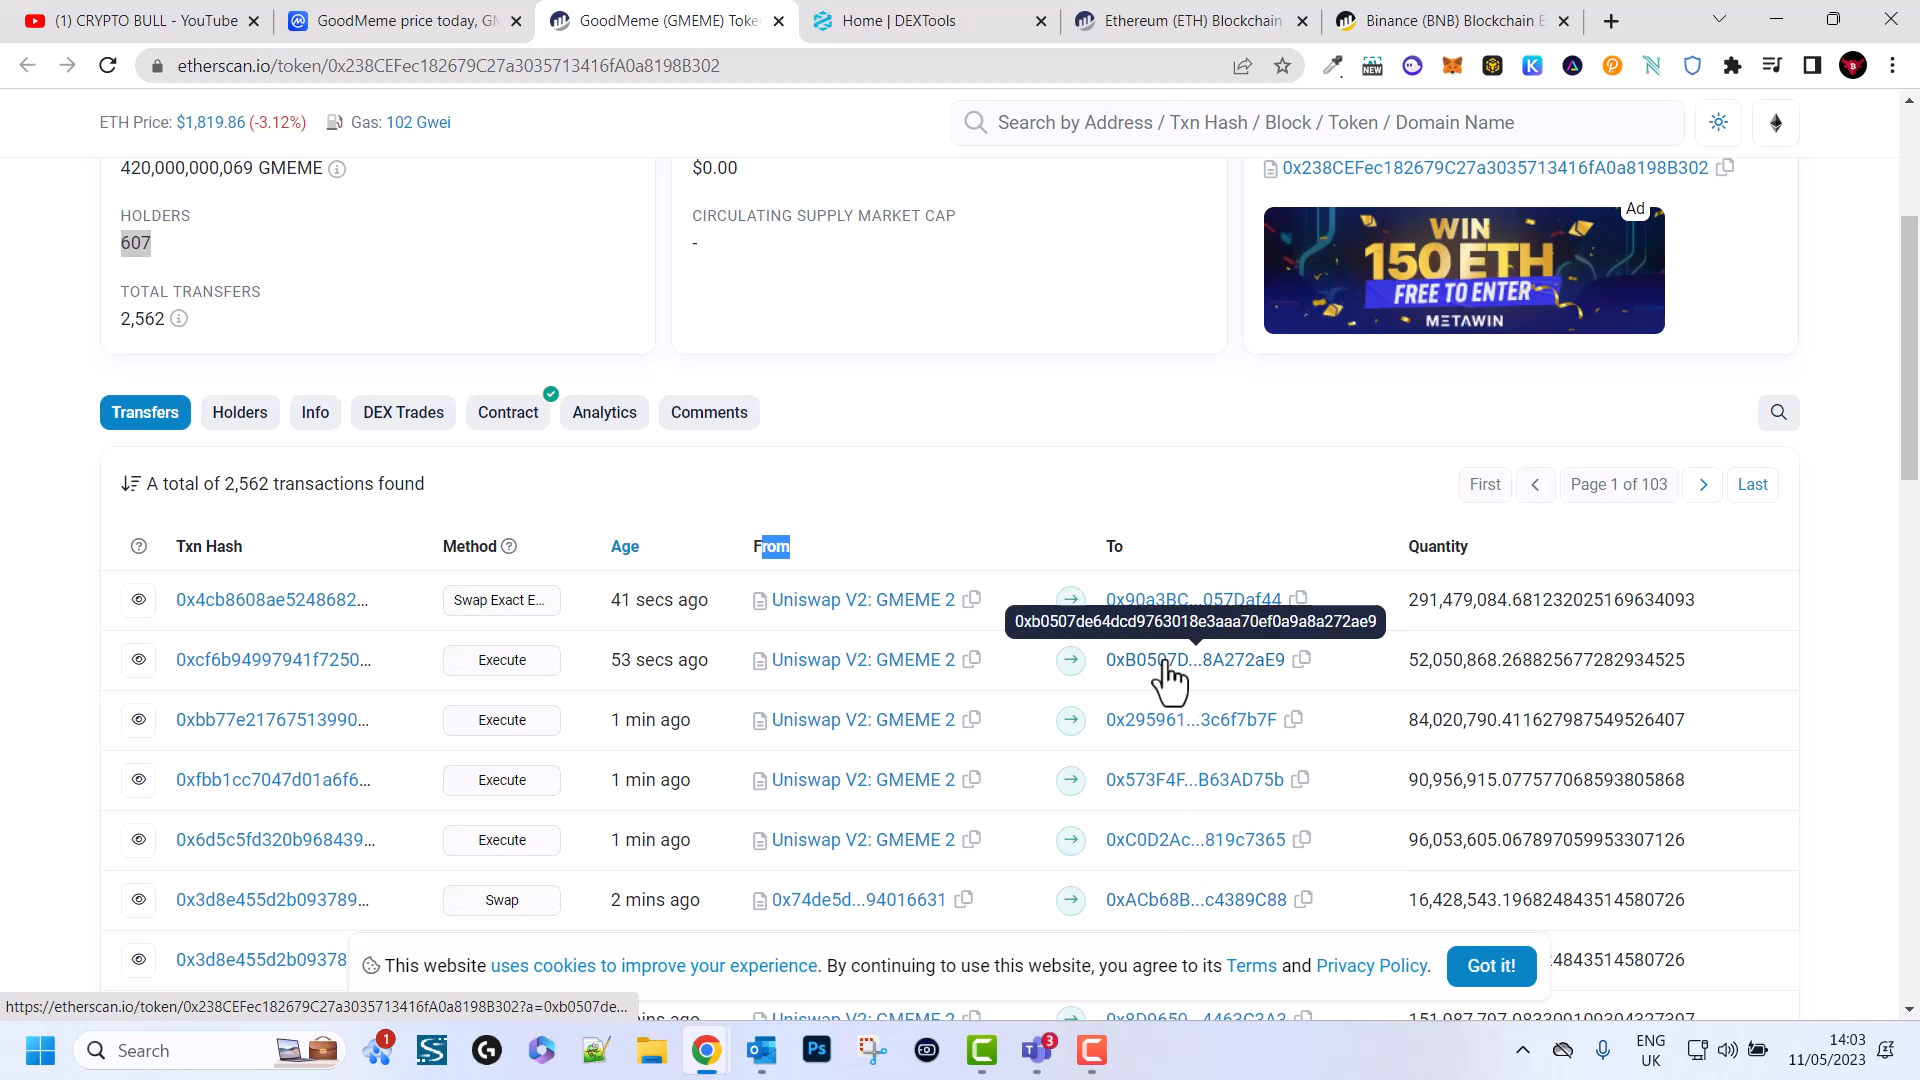 (1) CRYPTO BULL - YouTube
GoodMeme price today, GM
GoodMeme (GMEME) Toke
Home | DEXTools
Ethereum (ETH) Blockchain
Binance (BNB) Blockchain E
etherscan.io/token/0x238CEFec182679C27a3035713416fA0a8198B302
NEW
ETH Price: $1,819.86 (-3.12%) Gas: 102 Gwei
Search by Address / Txn Hash / Block / Token / Domain Name
420,000,000,069 GMEME
$0.00
0x238CEFec182679C27a3035713416fA0a8198B302
HOLDERS
607
CIRCULATING SUPPLY MARKET CAP
-
Ad
WIN
150 ETH
FREE TO ENTER
METAWIN
TOTAL TRANSFERS
2,562
Transfers Holders Info DEX Trades Contract Analytics Comments
A total of 2,562 transactions found
First Page 1 of 103 Last
Txn Hash Method Age From To Quantity
0x4cb8608ae5248682... Swap Exact E... 41 secs ago Uniswap V2: GMEME 2 0x90a3BC...057Daf44 291,479,084.681232025169634093
0xb0507de64dcd9763018e3aaa70ef0a9a8a272ae9
0xcf6b94997941f7250... Execute 53 secs ago Uniswap V2: GMEME 2 0xB0507D...8A272aE9 52,050,868.268825677282934525
0xbb77e21767513990... Execute 1 min ago Uniswap V2: GMEME 2 0x295961...3c6f7b7F 84,020,790.411627987549526407
0xfbb1cc7047d01a6f6... Execute 1 min ago Uniswap V2: GMEME 2 0x573F4F...B63AD75b 90,956,915.077577068593805868
0x6d5c5fd320b968439... Execute 1 min ago Uniswap V2: GMEME 2 0xC0D2Ac...819c7365 96,053,605.067897059953307126
0x3d8e455d2b093789... Swap 2 mins ago 0x74de5d...94016631 0xACb68B...c4389C88 16,428,543.196824843514580726
0x3d8e455d2b09378 4843514580726
This website uses cookies to improve your experience. By continuing to use this website, you agree to its Terms and Privacy Policy. Got it!
https://etherscan.io/token/0x238CEFec182679C27a3035713416fA0a8198B302?a=0xb0507de...
Search
1
Ps
3
ENG
UK
14:03
11/05/2023